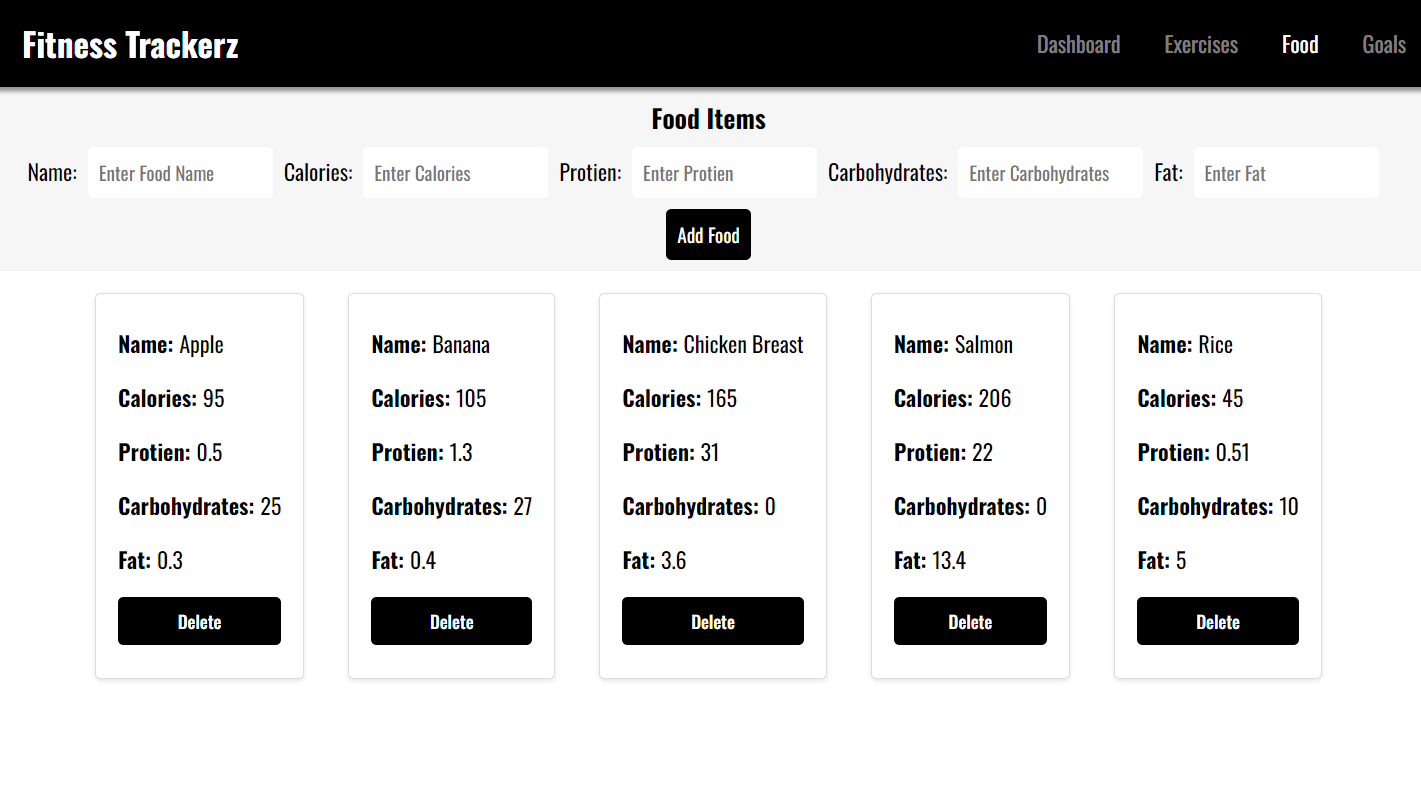 Fitness Trackerz
Dashboard Exercises Food Goals
Food Items
Name: Enter Food Name Calories: Enter Calories Protien: Enter Protien Carbohydrates: Enter Carbohydrates Fat: Enter Fat
Add Food
Name: Apple
Calories: 95
Protien: 0.5
Carbohydrates: 25
Fat: 0.3
Delete
Name: Banana
Calories: 105
Protien: 1.3
Carbohydrates: 27
Fat: 0.4
Delete
Name: Chicken Breast
Calories: 165
Protien: 31
Carbohydrates: 0
Fat: 3.6
Delete
Name: Salmon
Calories: 206
Protien: 22
Carbohydrates: 0
Fat: 13.4
Delete
Name: Rice
Calories: 45
Protien: 0.51
Carbohydrates: 10
Fat: 5
Delete